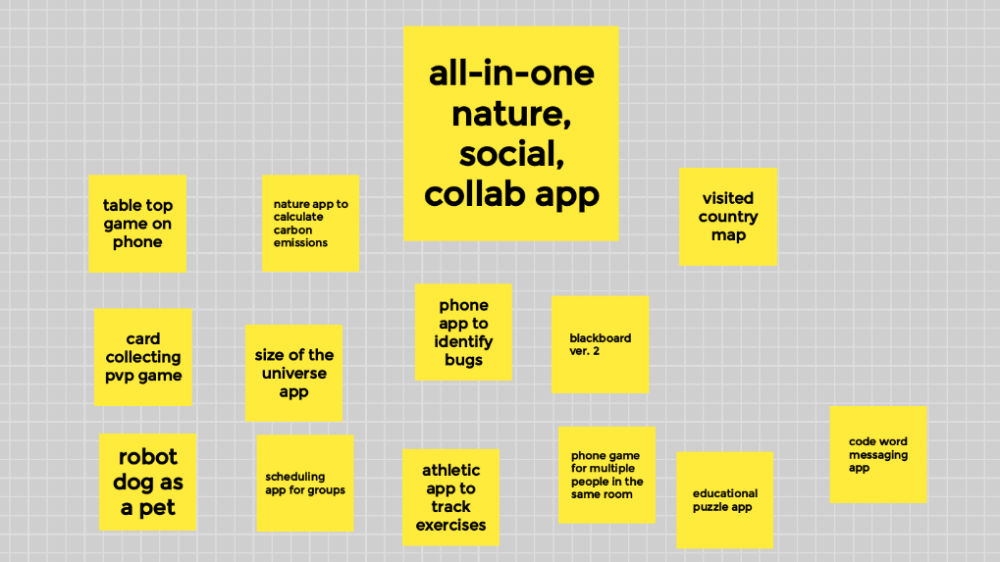 all-in-one
nature,
social,
collab app
table top
game on
phone
nature app to
calculate
carbon
emissions
visited
country
map
card
collecting
pvp game
size of the
universe
app
phone
app to
identify
bugs
blackboard
ver. 2
robot
dog as
a pet
scheduling
app for groups
athletic
app to
track
exercises
phone game
for multiple
people in the
same room
educational
puzzle app
code word
messaging
app